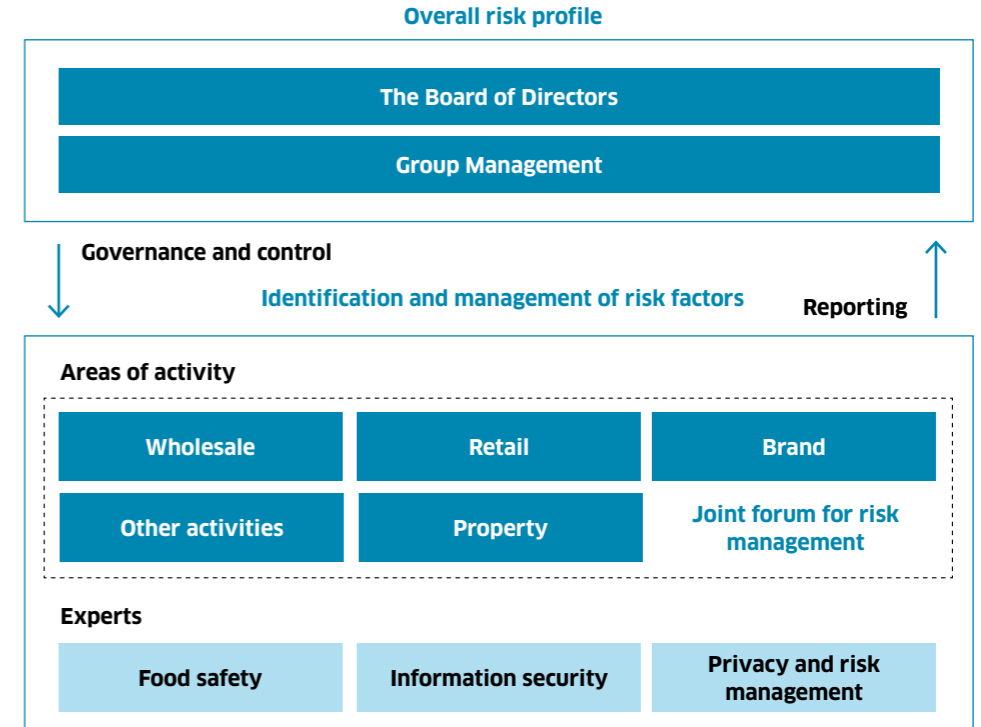 Overall risk profile
The Board of Directors
Group Management
Governance and control
Identification and management of risk factors
Reporting
Areas of activity
Wholesale
Retail
Brand
Other activities
Property
Joint forum for risk
management
Experts
Food safety
Information security
Privacy and risk
management